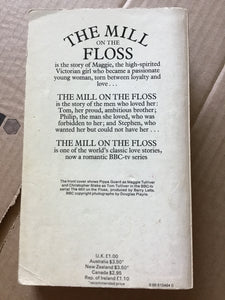 THE MILL
ON THE
FLOSS
is the story of Maggie, the high-spirited
Victorian girl who became a passionate
young woman, torn between loyalty and
love . . .
THE MILL ON THE FLOSS
is the story of the men who loved her:
Tom, her proud, ambitious brother;
Philip, the man she loved, who was
forbidden to her; and Stephen, who
wanted her but could not have her . . .
THE MILL ON THE FLOSS
is one of the world's classic love stories,
now a romantic BBC-tv series
The front cover shows Pippa Guard as Maggie Tulliver
and Christopher Blake as Tom Tulliver in the BBC-tv
serial The Mill on the Floss, produced by Barry Letts.
BBC copyright photographs by Douglas Playle.
U.K. £1.00
Australia $3.50*
New Zealand $3.50*
Canada $2.95
Rep. of Ireland £1.10
*recommended price